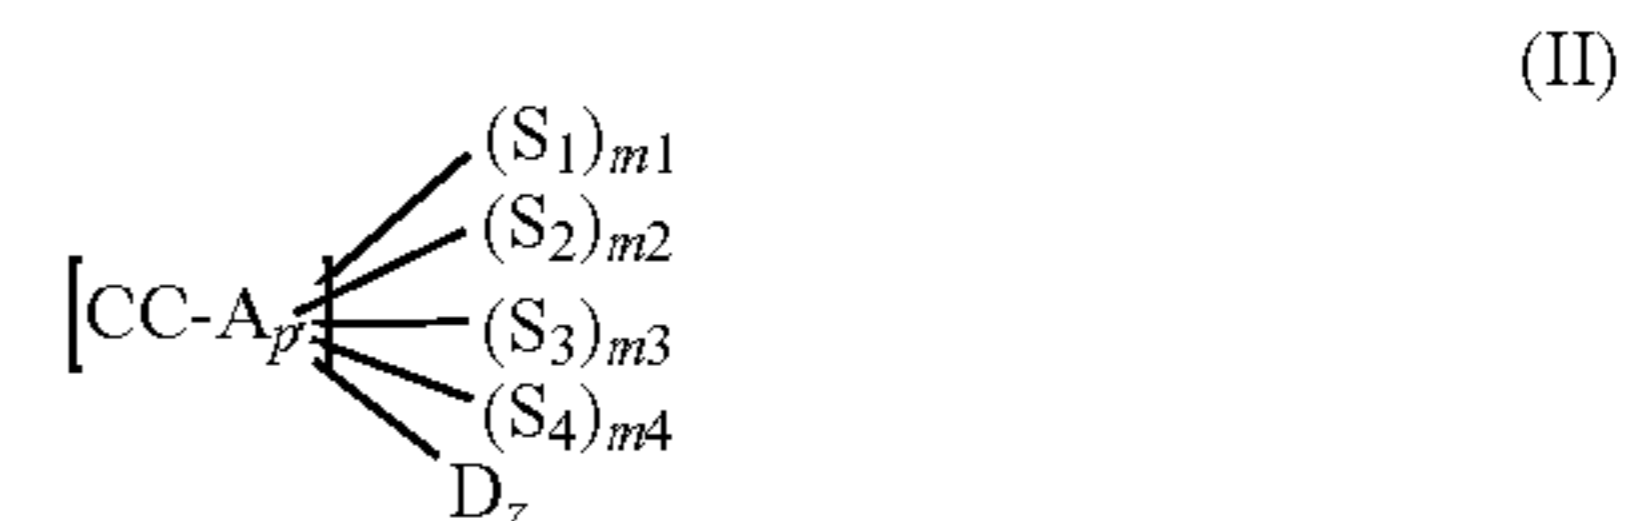 (II)
(S1)m1
(S2)m2
[CC-Ap]
(S3)m3
(S4)m4
Dz